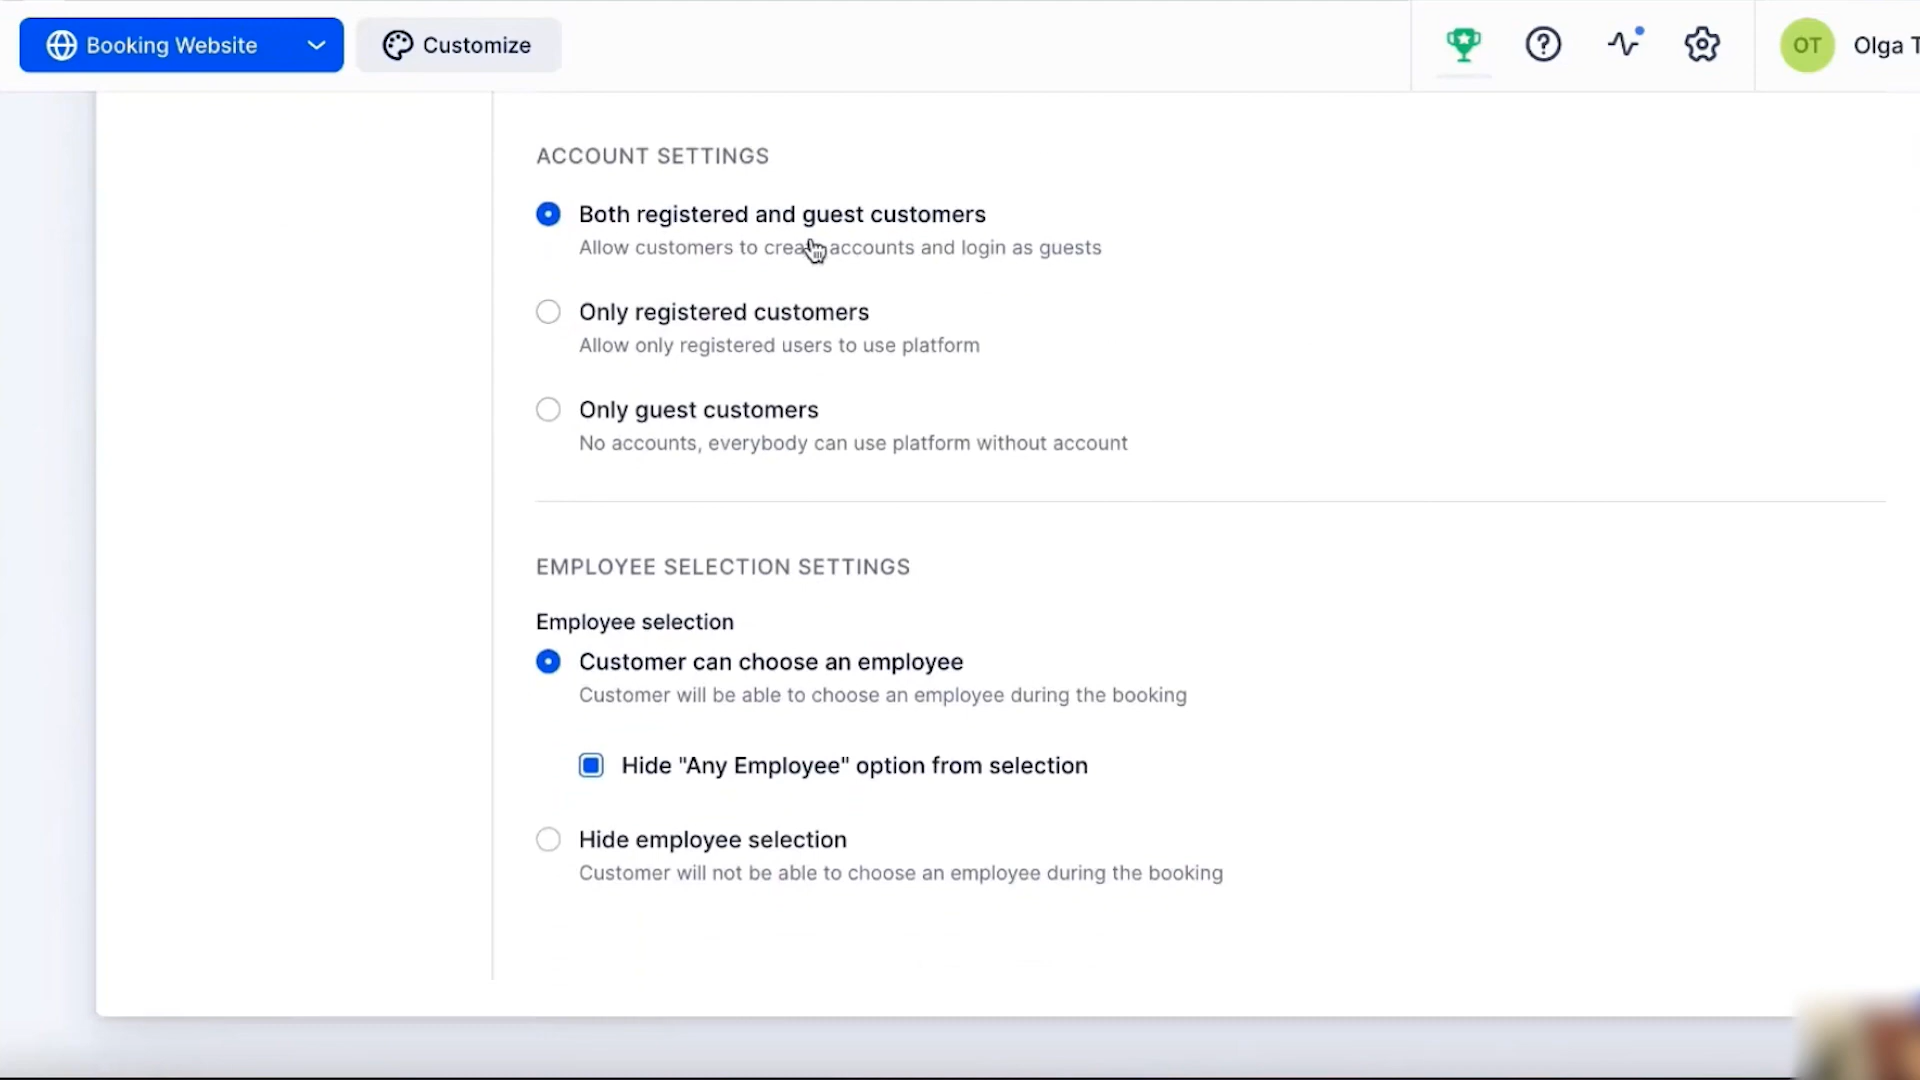 Booking Website
Customize
OT
Olga T
ACCOUNT SETTINGS
Both registered and guest customers
Allow customers to crea accounts and login as guests
Only registered customers
Allow only registered users to use platform
Only guest customers
No accounts, everybody can use platform without account
EMPLOYEE SELECTION SETTINGS
Employee selection
Customer can choose an employee
Customer will be able to choose an employee during the booking
Hide "Any Employee" option from selection
Hide employee selection
Customer will not be able to choose an employee during the booking